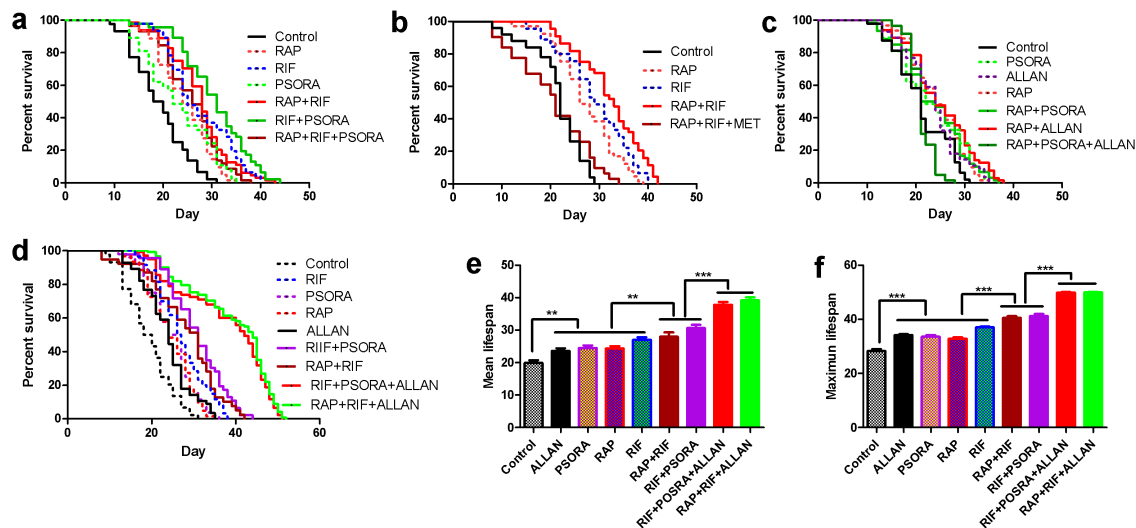 a
Percent survival
100
80
60
40
20
0
0 10 20 30 40 50
Day
Control
RAP
RIF
PSORA
RAP+RIF
RIF+PSORA
RAP+RIF+PSORA
b
Percent survival
100
80
60
40
20
0
0 10 20 30 40 50
Day
Control
RAP
RIF
RAP+RIF
RAP+RIF+MET
c
Percent survival
100
80
60
40
20
0
0 10 20 30 40 50
Day
Control
PSORA
ALLAN
RAP
RAP+PSORA
RAP+ALLAN
RAP+PSORA+ALLAN
d
Percent survival
100
80
60
40
20
0
0 20 40 60
Day
Control
RIF
PSORA
RAP
ALLAN
RIIF+PSORA
RAP+RIF
RIF+PSORA+ALLAN
RAP+RIF+ALLAN
e
Mean lifespan
50
40
30
20
10
0
**
**
***
Control
ALLAN
PSORA
RAP
RIF
RAP+RIF
RIF+PSORA
RIF+POSRA+ALLAN
RAP+RIF+ALLAN
f
Maximun lifespan
60
40
20
0
***
***
***
Control
ALLAN
PSORA
RAP
RIF
RAP+RIF
RIF+PSORA
RIF+POSRA+ALLAN
RAP+RIF+ALLAN